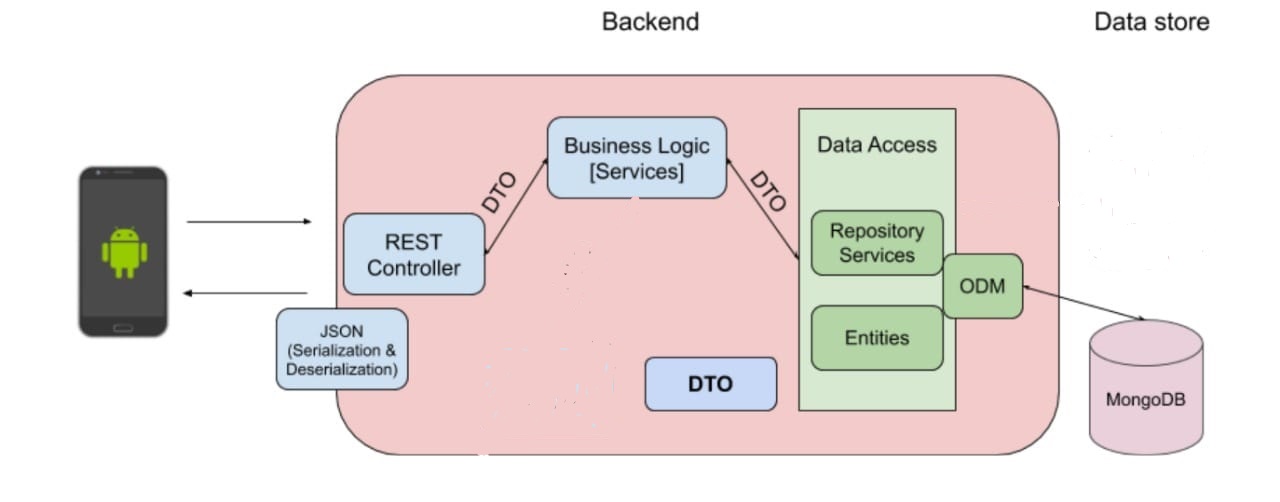 Backend
Data store
Business Logic
[Services]
Data Access
DTO
DTO
REST
Controller
Repository
Services
ODM
JSON
(Serialization &
Deserialization)
Entities
DTO
MongoDB